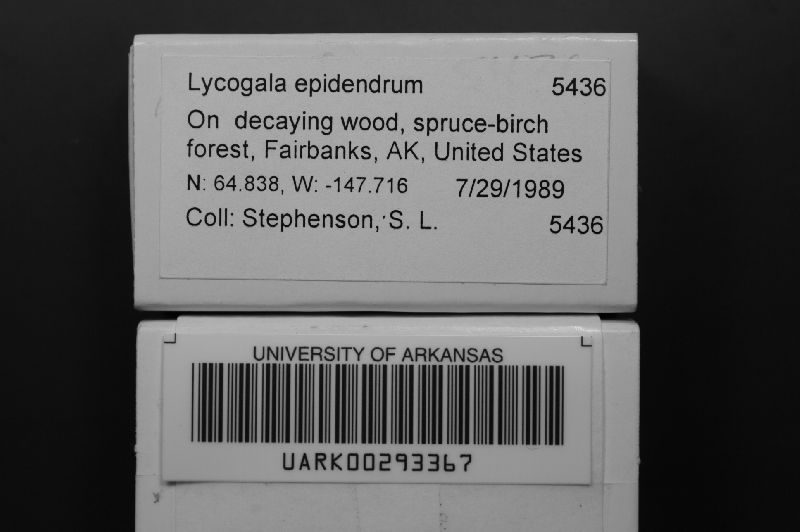 Lycogala epidendrum 5436
On decaying wood, spruce-birch
forest, Fairbanks, AK, United States
N: 64.838, W: -147.716 7/29/1989
Coll: Stephenson, S. L. 5436
UNIVERSITY OF ARKANSAS
UARK00293367